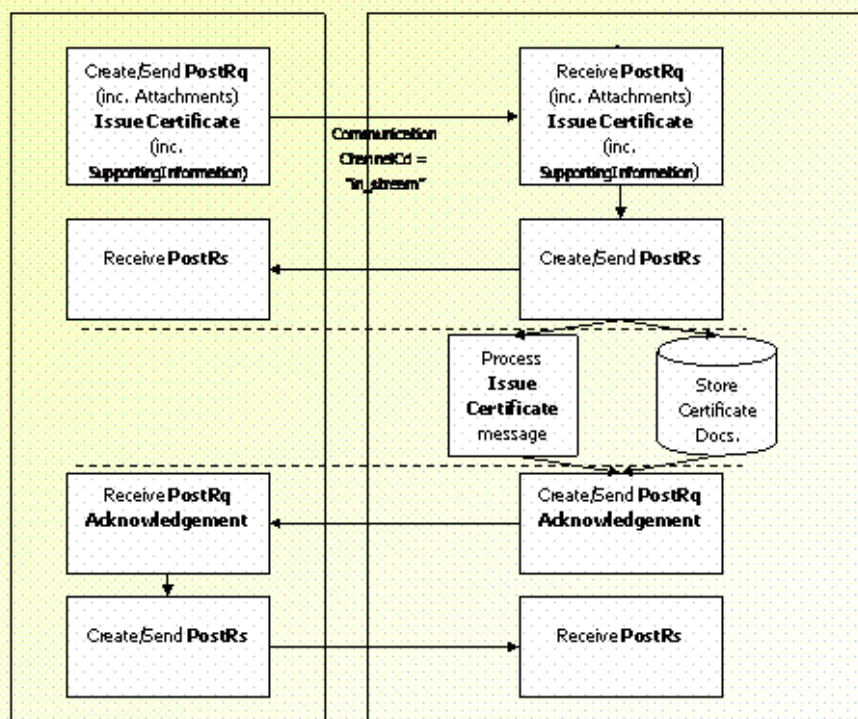 Create/Send PostRq
(inc. Attachments)
Issue Certificate
(inc.
SupportingInformation)
Communication
ChannelCd =
"in_stream"
Receive PostRq
(inc. Attachments)
Issue Certificate
(inc.
SupportingInformation)
Receive PostRs
Create/Send PostRs
Process
Issue
Certificate
message
Store
Certificate
Docs.
Receive PostRq
Acknowledgement
Create/Send PostRq
Acknowledgement
Create/Send PostRs
Receive PostRs